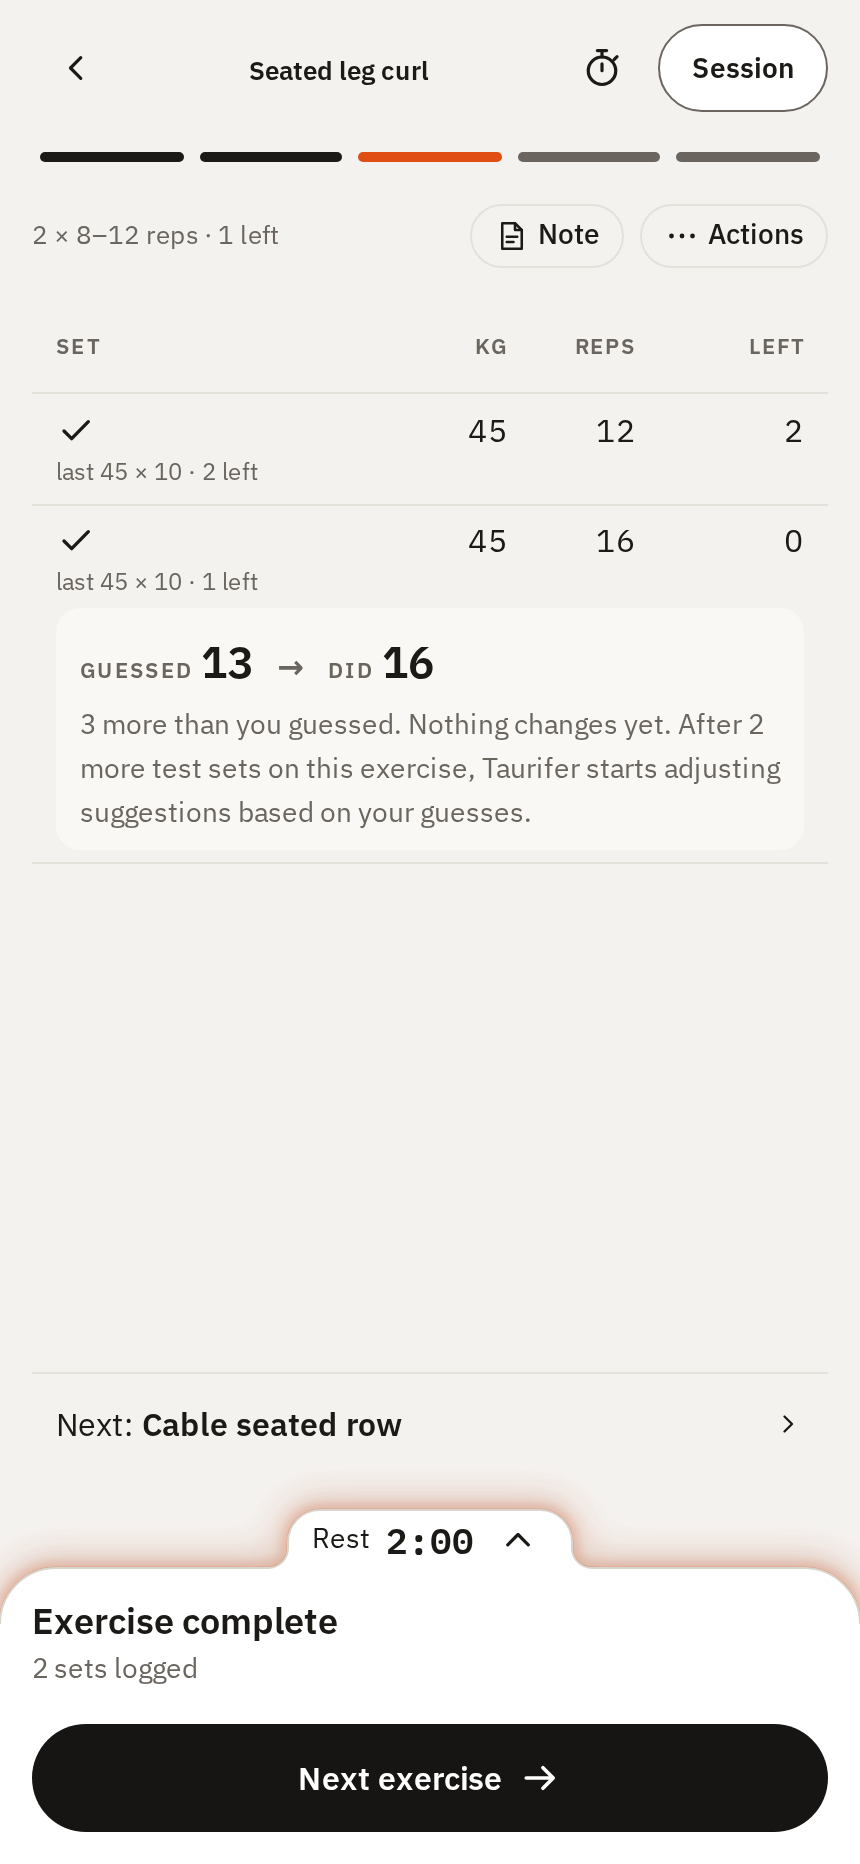 Seated leg curl
Session
2 × 8–12 reps · 1 left
Note
Actions
SET KG REPS LEFT
45 12 2
last 45 × 10 · 2 left
45 16 0
last 45 × 10 · 1 left
GUESSED 13 → DID 16
3 more than you guessed. Nothing changes yet. After 2
more test sets on this exercise, Taurifer starts adjusting
suggestions based on your guesses.
Next: Cable seated row
Rest 2:00
Exercise complete
2 sets logged
Next exercise →